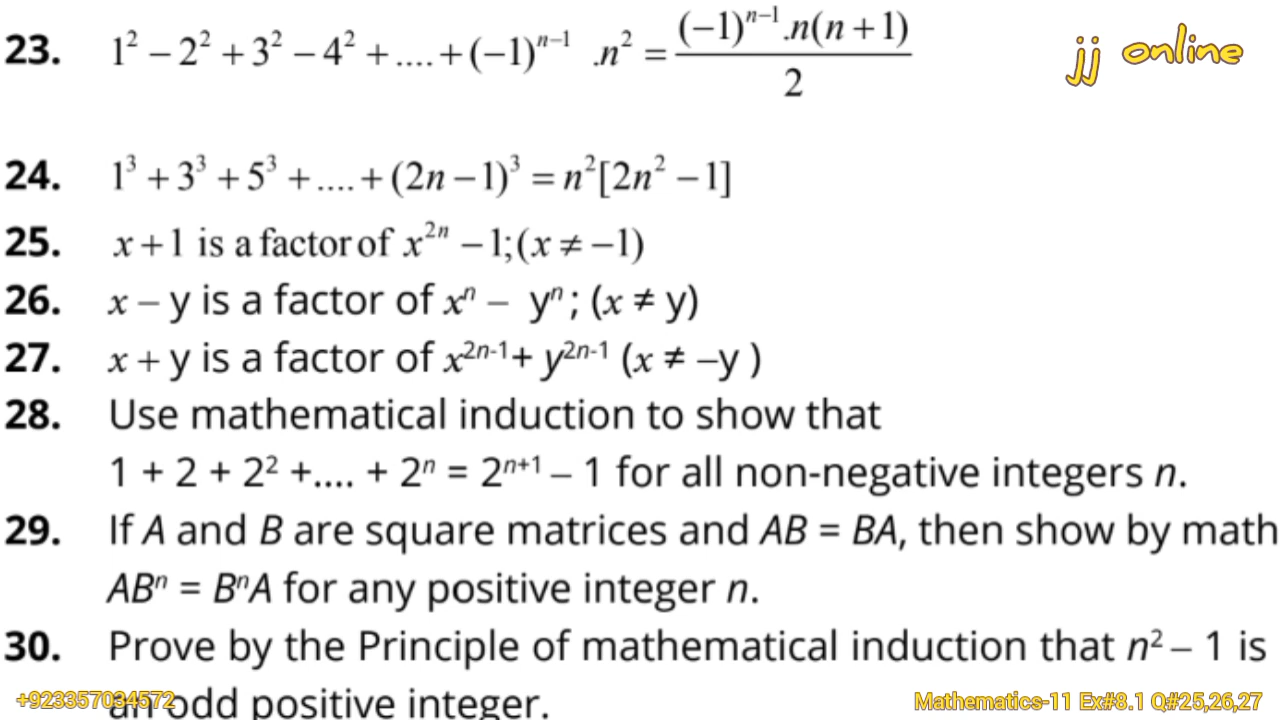 23. 1² – 2² + 3² – 4² + .... + (–1)ⁿ⁻¹ .n² = (–1)ⁿ⁻¹.n(n + 1) / 2
jj online
24. 1³ + 3³ + 5³ + .... + (2n – 1)³ = n²[2n² – 1]
25. x + 1 is a factor of x²ⁿ – 1; (x ≠ –1)
26. x – y is a factor of xⁿ – yⁿ ; (x ≠ y)
27. x + y is a factor of x²ⁿ⁻¹ + y²ⁿ⁻¹ (x ≠ –y )
28. Use mathematical induction to show that
1 + 2 + 2² +.... + 2ⁿ = 2ⁿ⁺¹ – 1 for all non-negative integers n.
29. If A and B are square matrices and AB = BA, then show by math
ABⁿ = BⁿA for any positive integer n.
30. Prove by the Principle of mathematical induction that n² – 1 is
an odd positive integer.
+923357034572
Mathematics-11 Ex#8.1 Q#25,26,27